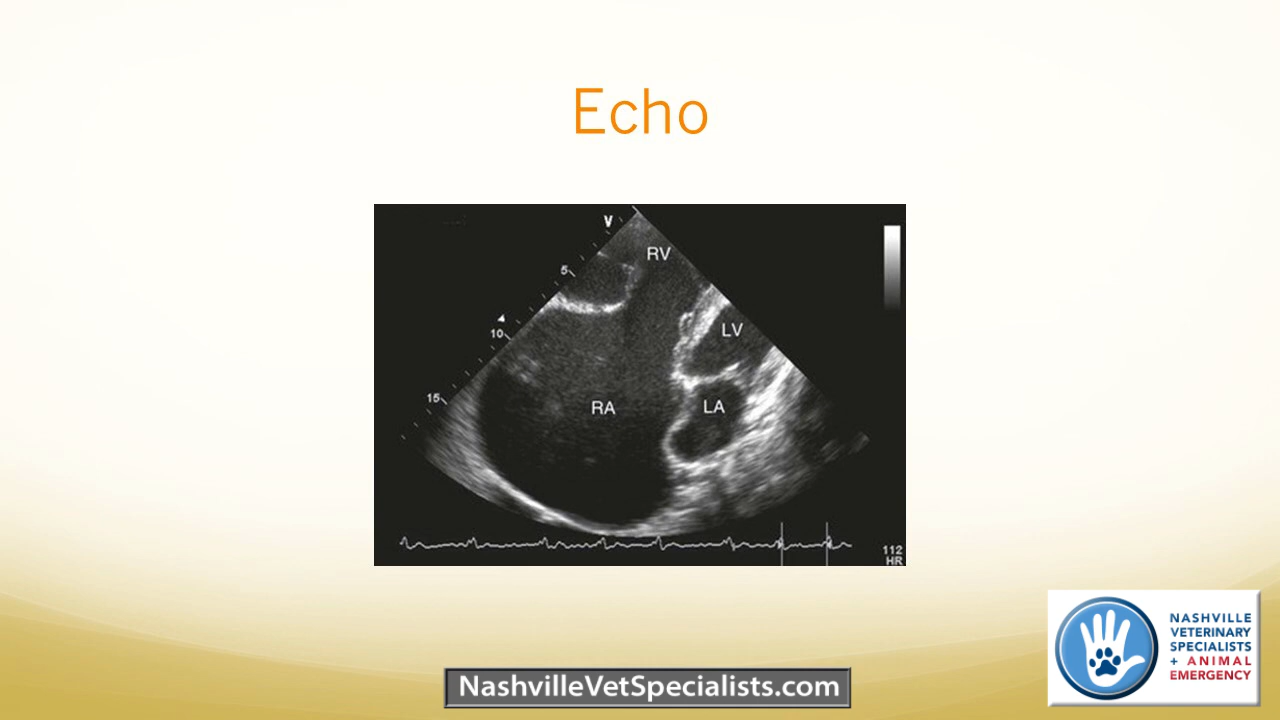 Echo
V
RV
5
LV
10
15
RA
LA
112
HR
NASHVILLE
VETERINARY
SPECIALISTS
+ ANIMAL
EMERGENCY
NashvilleVetSpecialists.com